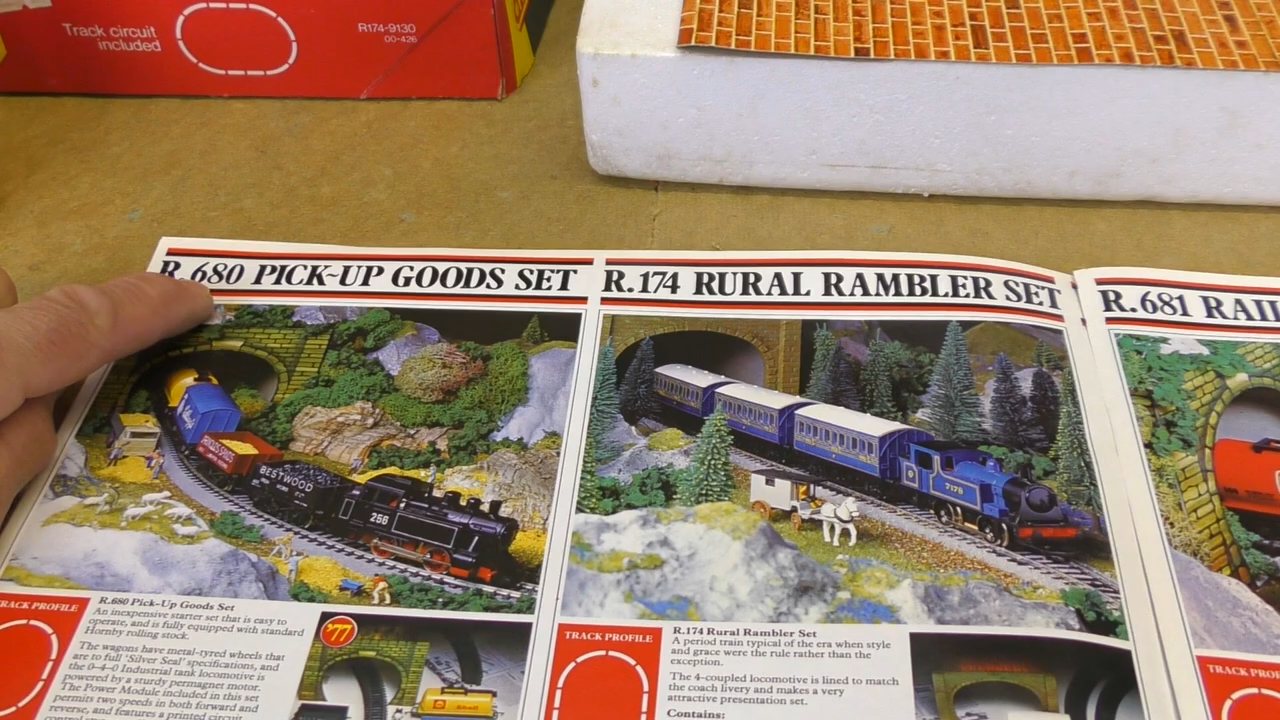 Track circuit
included
R174-9130
00-426
R.680 PICK-UP GOODS SET
R.174 RURAL RAMBLER SET
R.681 RAIL
BESTWOOD
256
7176
TRACK PROFILE
R.680 Pick-Up Goods Set
An inexpensive starter set that is easy to
operate, and is fully equipped with standard
Hornby rolling stock.
The wagons have metal-tyred wheels that
are to full 'Silver Seal' specifications, and
the 0-4-0 Industrial tank locomotive is
powered by a sturdy permagnet motor.
The Power Module included in this set
permits two speeds in both forward and
reverse, and features a printed circuit
'77
Shell
TRACK PROFILE
R.174 Rural Rambler Set
A period train typical of the era when style
and grace were the rule rather than the
exception.
The 4-coupled locomotive is lined to match
the coach livery and makes a very
attractive presentation set.
Contains:
TRACK PROFILE